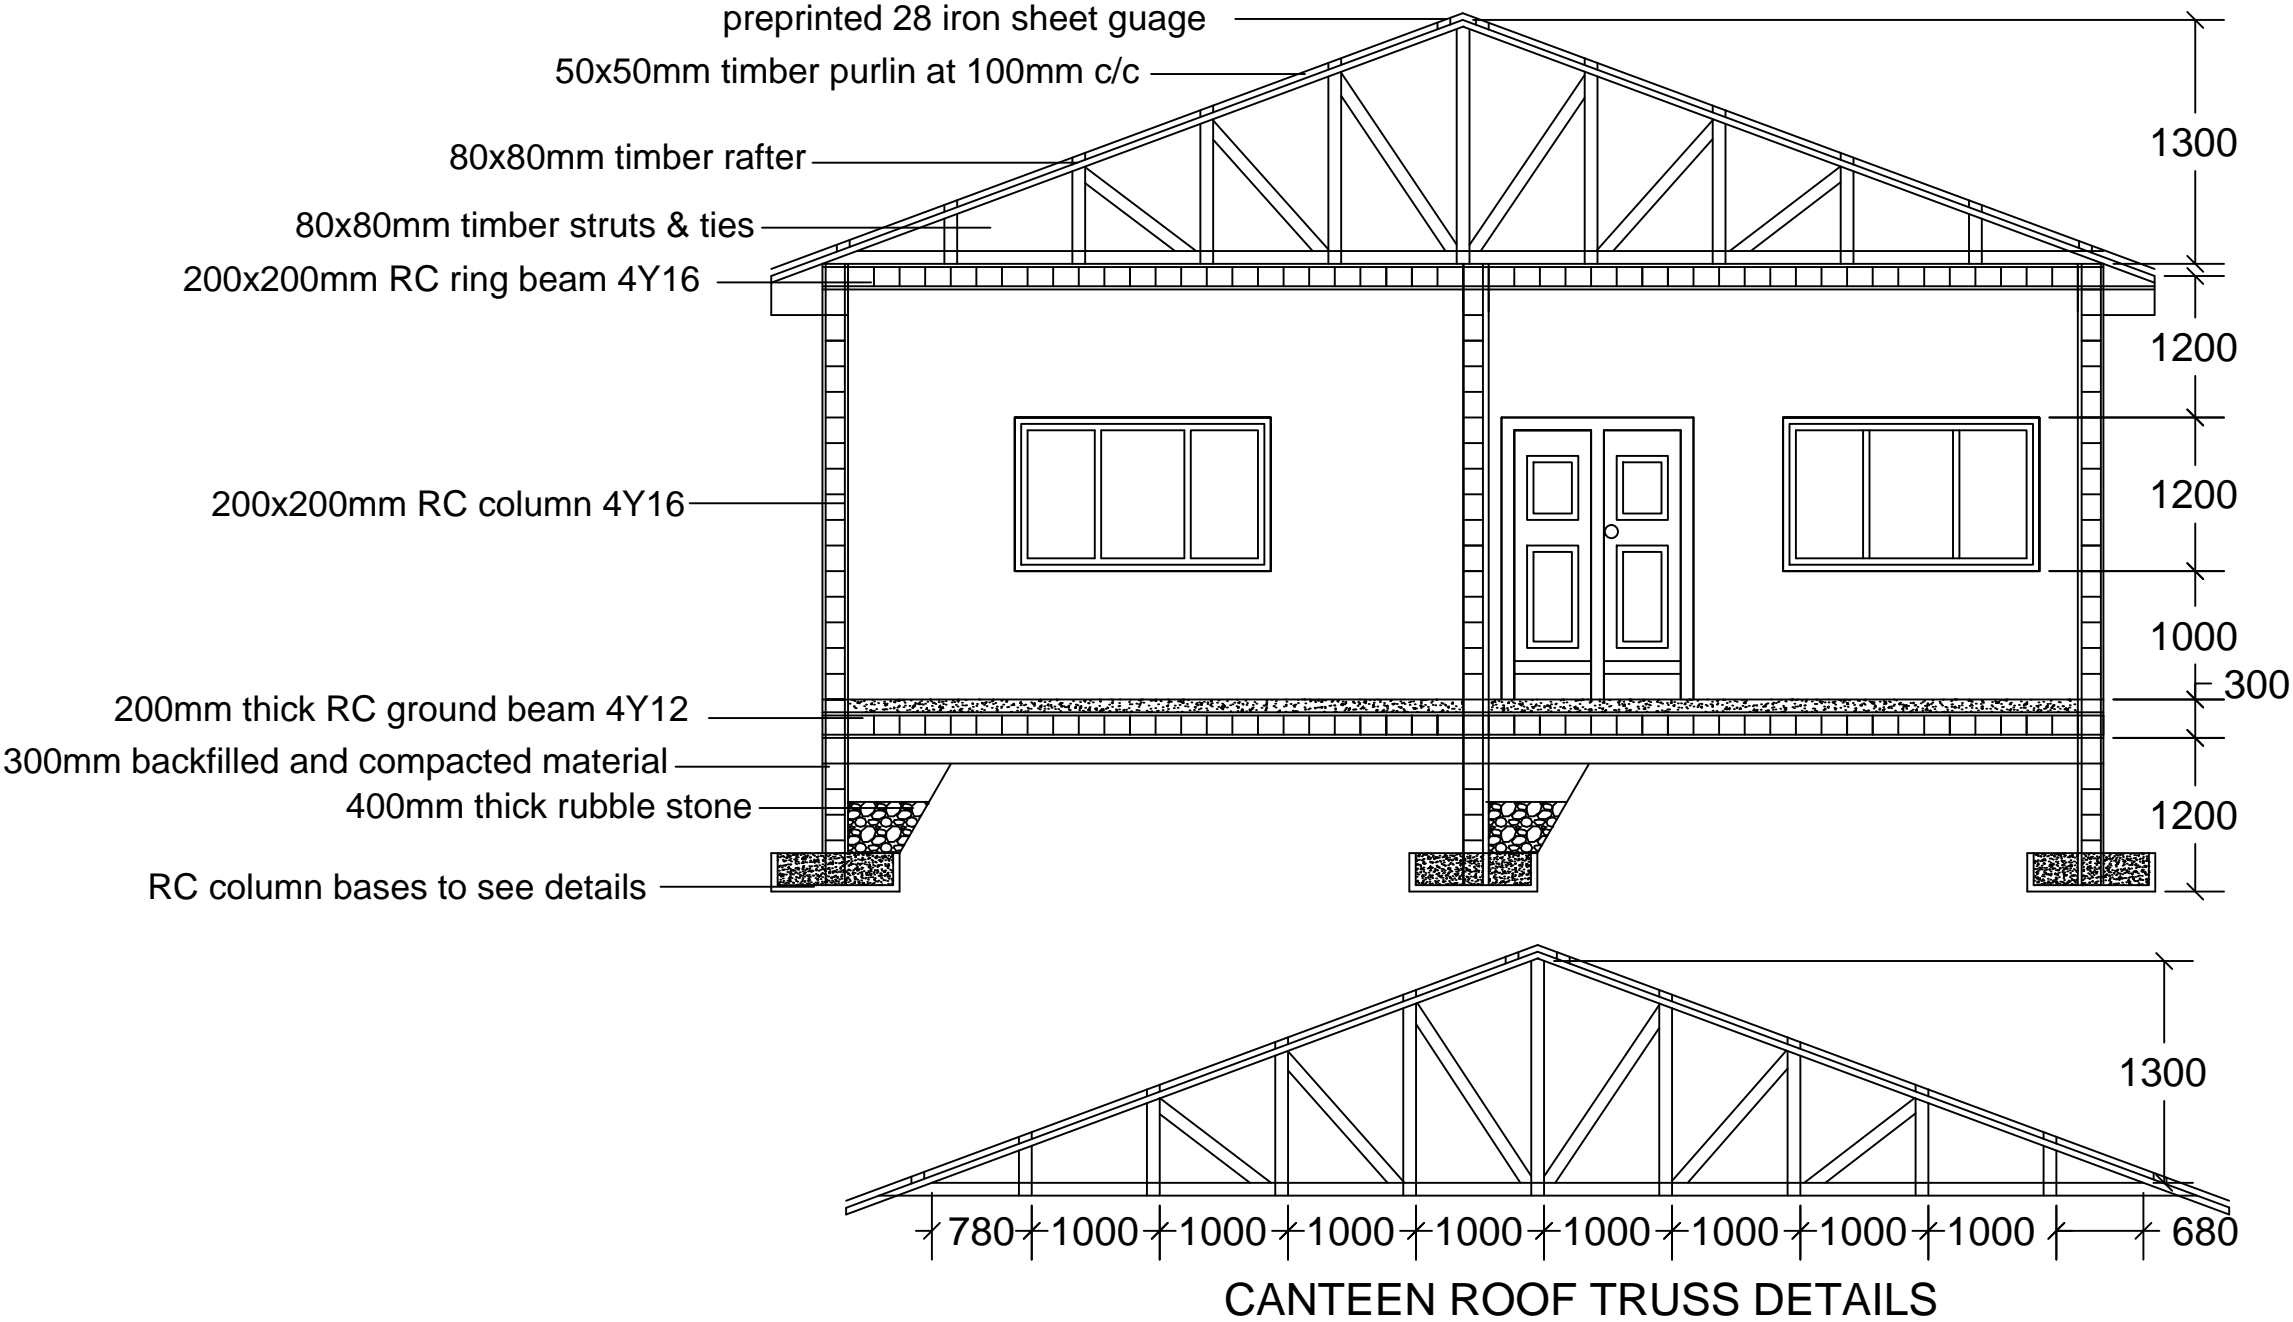 preprinted 28 iron sheet guage
50x50mm timber purlin at 100mm c/c
80x80mm timber rafter
80x80mm timber struts & ties
200x200mm RC ring beam 4Y16
200x200mm RC column 4Y16
200mm thick RC ground beam 4Y12
300mm backfilled and compacted material
400mm thick rubble stone
RC column bases to see details
1300
1200
1200
1000
300
1200
1300
780 1000 1000 1000 1000 1000 1000 1000 1000 680
CANTEEN ROOF TRUSS DETAILS